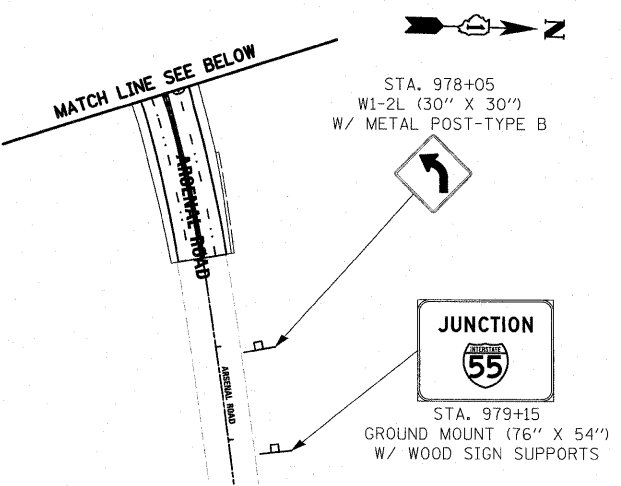 N
MATCH LINE SEE BELOW
STA. 978+05
W1-2L (30" X 30")
W/ METAL POST-TYPE B
ARSENAL ROAD
JUNCTION
INTERSTATE
55
ARSENAL ROAD
STA. 979+15
GROUND MOUNT (76" X 54")
W/ WOOD SIGN SUPPORTS